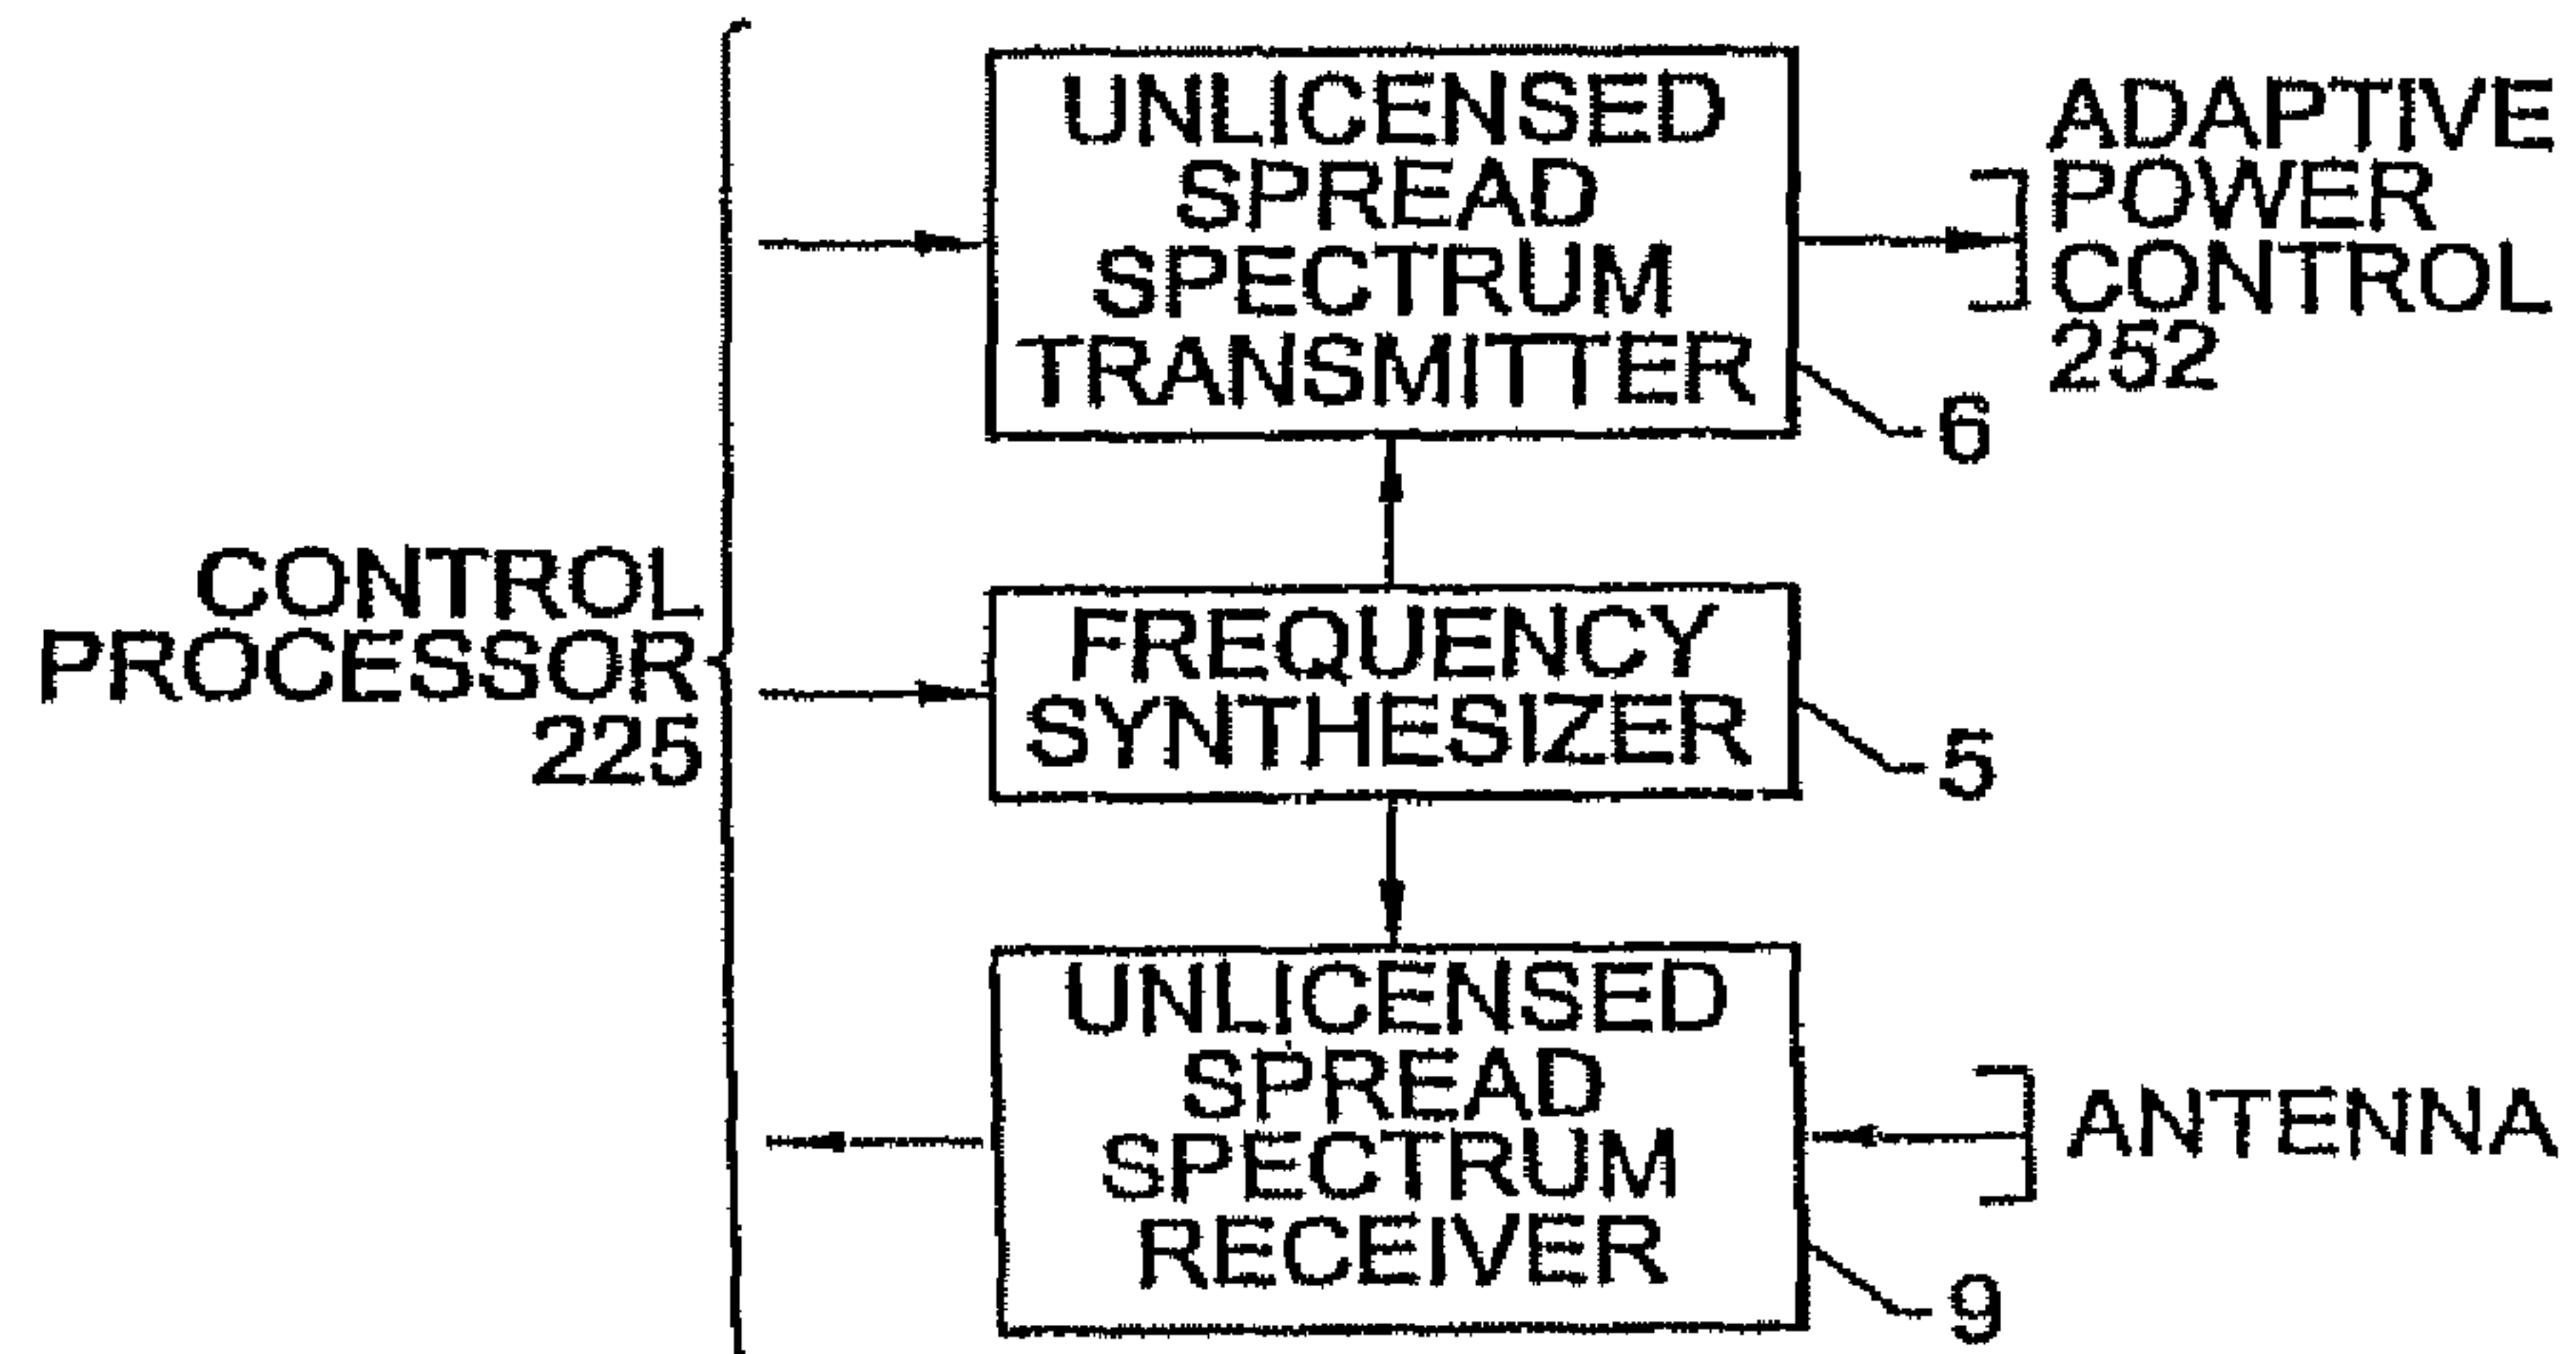 UNLICENSED
SPREAD
SPECTRUM
TRANSMITTER
6
ADAPTIVE
POWER
CONTROL
252
CONTROL
PROCESSOR
225
FREQUENCY
SYNTHESIZER
5
UNLICENSED
SPREAD
SPECTRUM
RECEIVER
9
ANTENNA